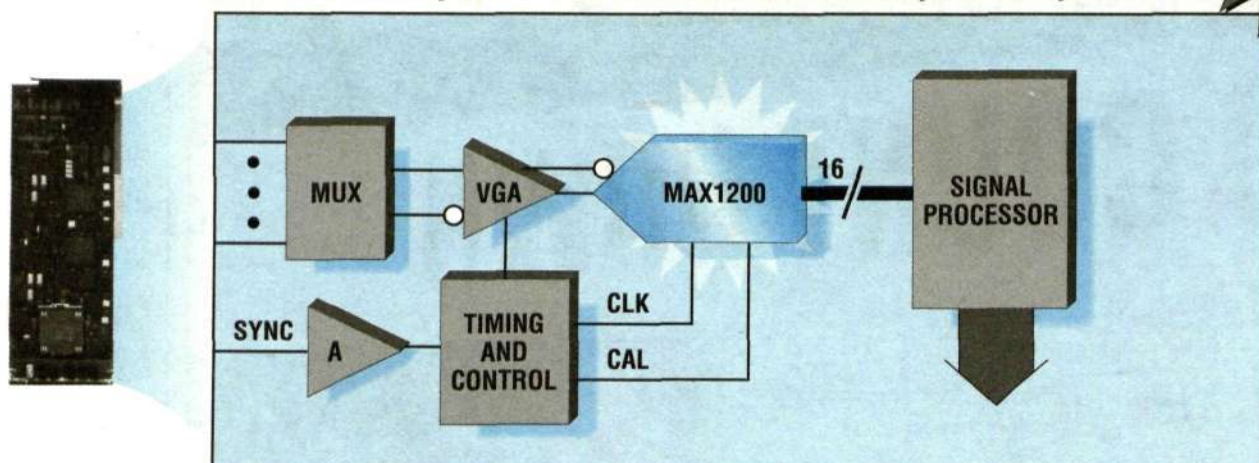 MUX
VGA
MAX1200
16
SIGNAL
PROCESSOR
SYNC
A
TIMING
AND
CONTROL
CLK
CAL